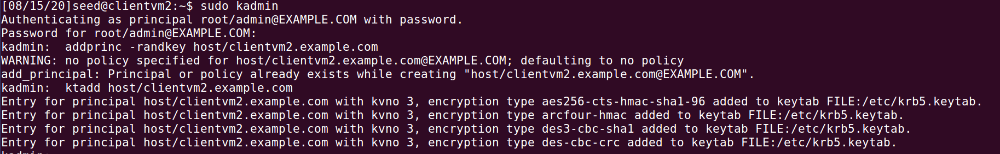 [08/15/20]seed@clientvm2:~$ sudo kadmin
Authenticating as principal root/admin@EXAMPLE.COM with password.
Password for root/admin@EXAMPLE.COM:
kadmin:  addprinc -randkey host/clientvm2.example.com
WARNING: no policy specified for host/clientvm2.example.com@EXAMPLE.COM; defaulting to no policy
add_principal: Principal or policy already exists while creating "host/clientvm2.example.com@EXAMPLE.COM".
kadmin:  ktadd host/clientvm2.example.com
Entry for principal host/clientvm2.example.com with kvno 3, encryption type aes256-cts-hmac-sha1-96 added to keytab FILE:/etc/krb5.keytab.
Entry for principal host/clientvm2.example.com with kvno 3, encryption type arcfour-hmac added to keytab FILE:/etc/krb5.keytab.
Entry for principal host/clientvm2.example.com with kvno 3, encryption type des3-cbc-sha1 added to keytab FILE:/etc/krb5.keytab.
Entry for principal host/clientvm2.example.com with kvno 3, encryption type des-cbc-crc added to keytab FILE:/etc/krb5.keytab.